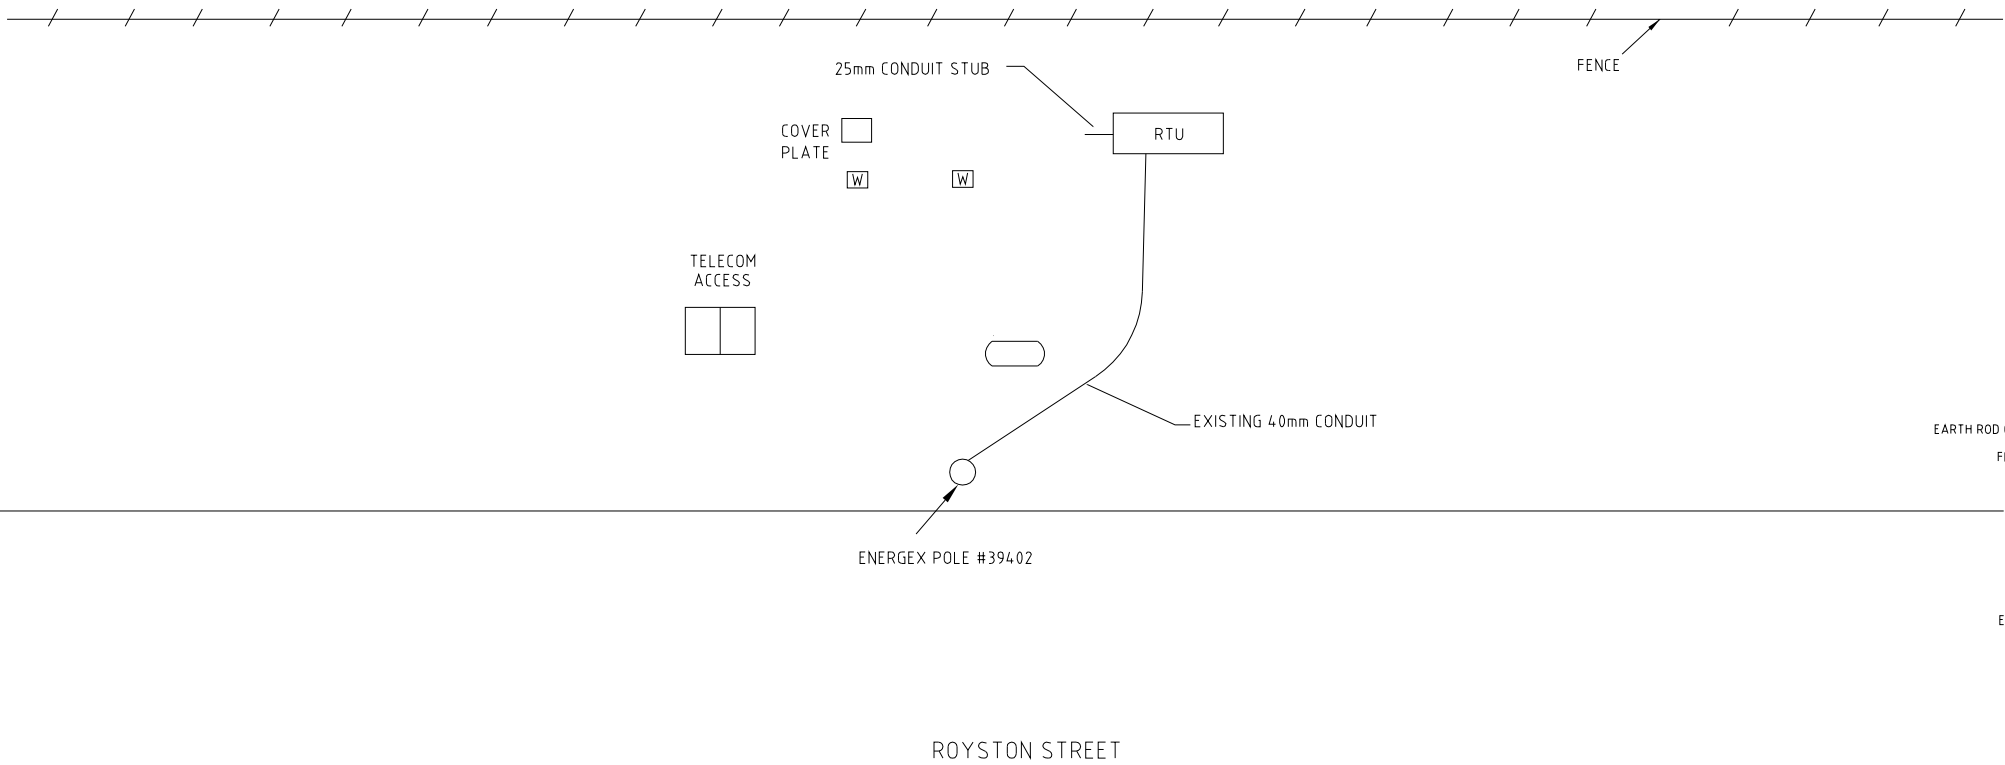 25mm CONDUIT STUB
FENCE
COVER
PLATE
RTU
W
W
TELECOM
ACCESS
EXISTING 40mm CONDUIT
EARTH ROD
ENERGEX POLE #39402
E
ROYSTON STREET